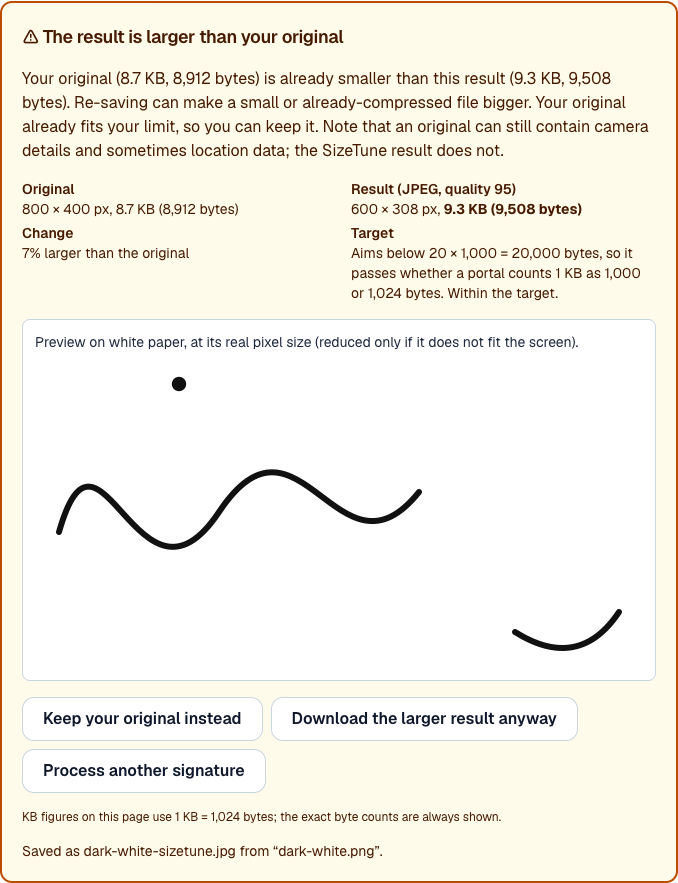 ⚠ The result is larger than your original
Your original (8.7 KB, 8,912 bytes) is already smaller than this result (9.3 KB, 9,508
bytes). Re-saving can make a small or already-compressed file bigger. Your original
already fits your limit, so you can keep it. Note that an original can still contain camera
details and sometimes location data; the SizeTune result does not.
Original
800 × 400 px, 8.7 KB (8,912 bytes)
Result (JPEG, quality 95)
600 × 308 px, 9.3 KB (9,508 bytes)
Change
7% larger than the original
Target
Aims below 20 × 1,000 = 20,000 bytes, so it
passes whether a portal counts 1 KB as 1,000
or 1,024 bytes. Within the target.
Preview on white paper, at its real pixel size (reduced only if it does not fit the screen).
Keep your original instead
Download the larger result anyway
Process another signature
KB figures on this page use 1 KB = 1,024 bytes; the exact byte counts are always shown.
Saved as dark-white-sizetune.jpg from “dark-white.png”.